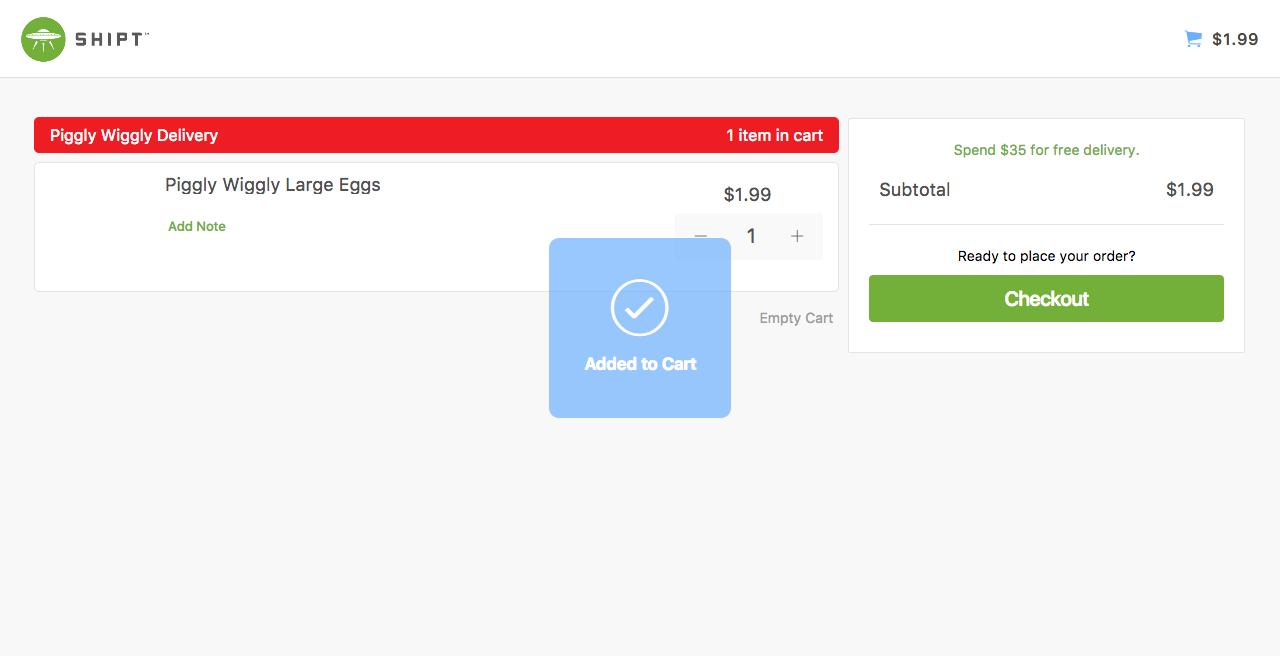 SHIPT™
$1.99
Piggly Wiggly Delivery
1 item in cart
Piggly Wiggly Large Eggs
$1.99
Add Note
1
Added to Cart
Empty Cart
Spend $35 for free delivery.
Subtotal
$1.99
Ready to place your order?
Checkout